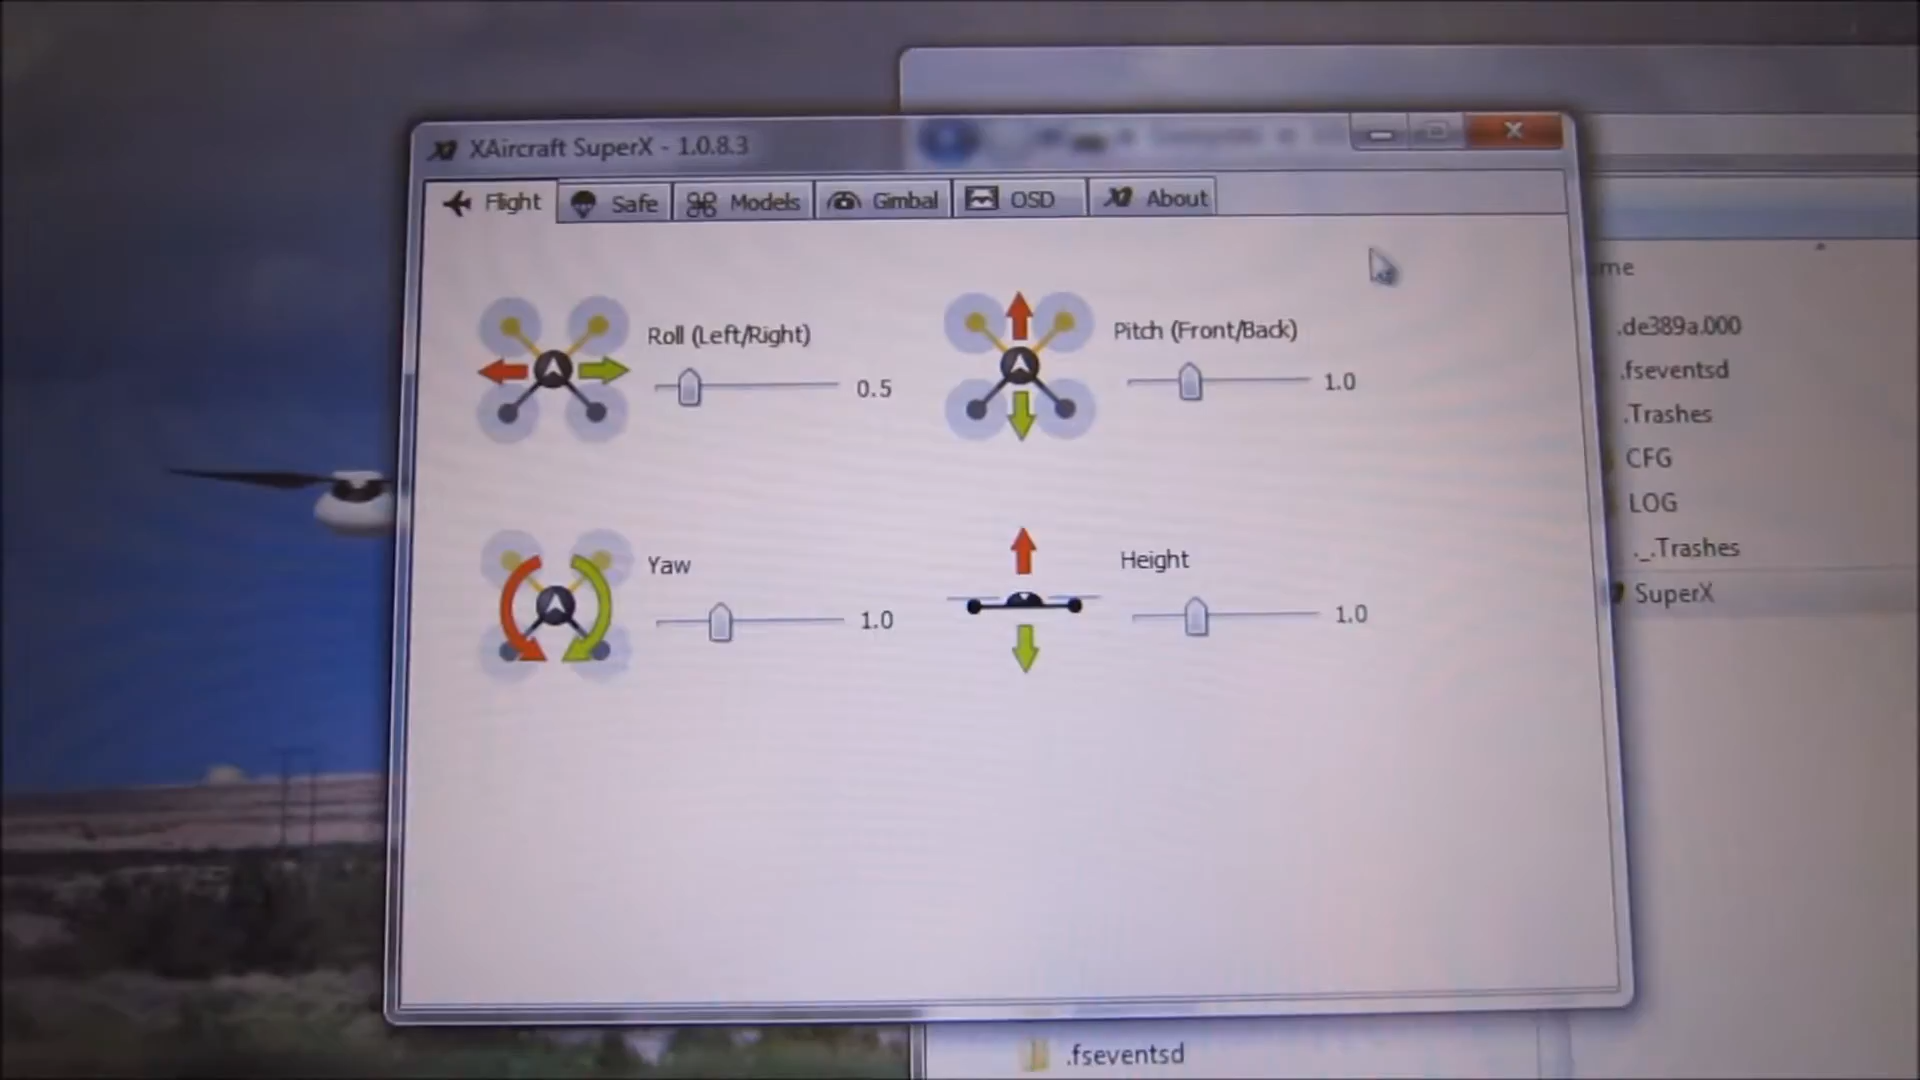 XAircraft SuperX - 1.0.8.3
Flight
Safe
Models
Gimbal
OSD
About
Roll (Left/Right)
0.5
Pitch (Front/Back)
1.0
Yaw
1.0
Height
1.0
me
.de389a.000
.fseventsd
.Trashes
CFG
LOG
._.Trashes
SuperX
.fseventsd